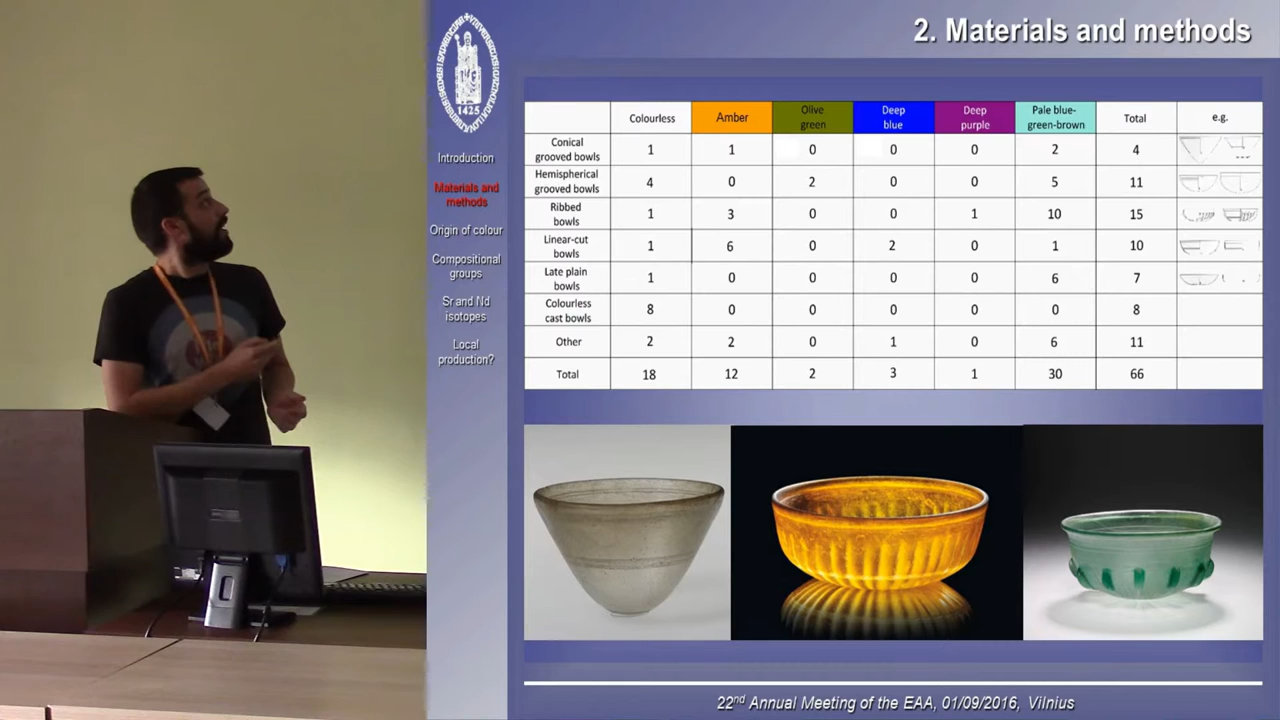 2. Materials and methods
1425
Introduction
Materials and
methods
Origin of colour
Compositional
groups
Sr and Nd
isotopes
Local
production?
Colourless Amber Olive green Deep blue Deep purple Pale blue-green-brown Total e.g.
Conical grooved bowls 1 1 0 0 0 2 4
Hemispherical grooved bowls 4 0 2 0 0 5 11
Ribbed bowls 1 3 0 0 1 10 15
Linear-cut bowls 1 6 0 2 0 1 10
Late plain bowls 1 0 0 0 0 6 7
Colourless cast bowls 8 0 0 0 0 0 8
Other 2 2 0 1 0 6 11
Total 18 12 2 3 1 30 66
22nd Annual Meeting of the EAA, 01/09/2016, Vilnius